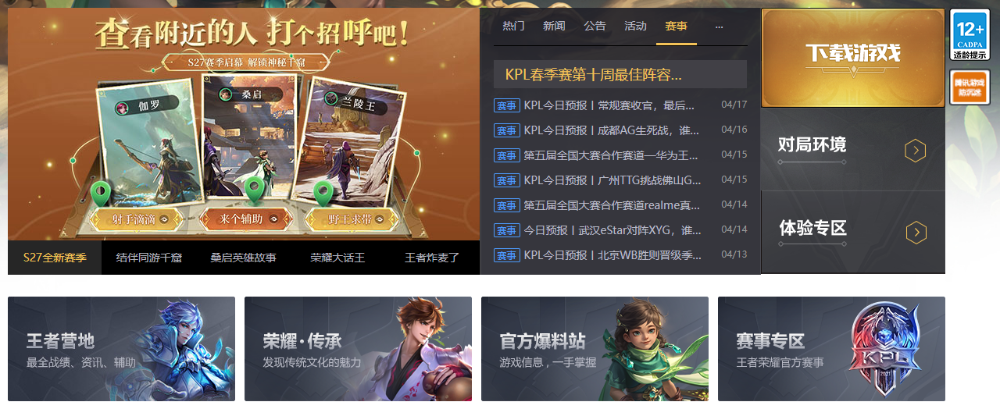 查看附近的人 打个招呼吧!
S27赛季启幕 解锁神秘千窟
伽罗
桑启
兰陵王
射手滴滴
来个辅助
野王求带
S27全新赛季
结伴同游千窟
桑启英雄故事
荣耀大话王
王者炸麦了
热门 新闻 公告 活动 赛事 ...
KPL春季赛第十周最佳阵容...
赛事 KPL今日预报丨常规赛收官，最后... 04/17
赛事 KPL今日预报丨成都AG生死战，谁... 04/16
赛事 第五届全国大赛合作赛道—华为王... 04/15
赛事 KPL今日预报丨广州TTG挑战佛山G... 04/15
赛事 第五届全国大赛合作赛道realme真... 04/14
赛事 今日预报丨武汉eStar对阵XYG，谁... 04/14
赛事 KPL今日预报丨北京WB胜则晋级季... 04/13
下载游戏
对局环境
体验专区
12+
CADPA
适龄提示
腾讯游戏
防沉迷
王者营地
最全战绩、资讯、辅助
荣耀·传承
发现传统文化的魅力
官方爆料站
游戏信息，一手掌握
赛事专区
王者荣耀官方赛事
KPL
2021